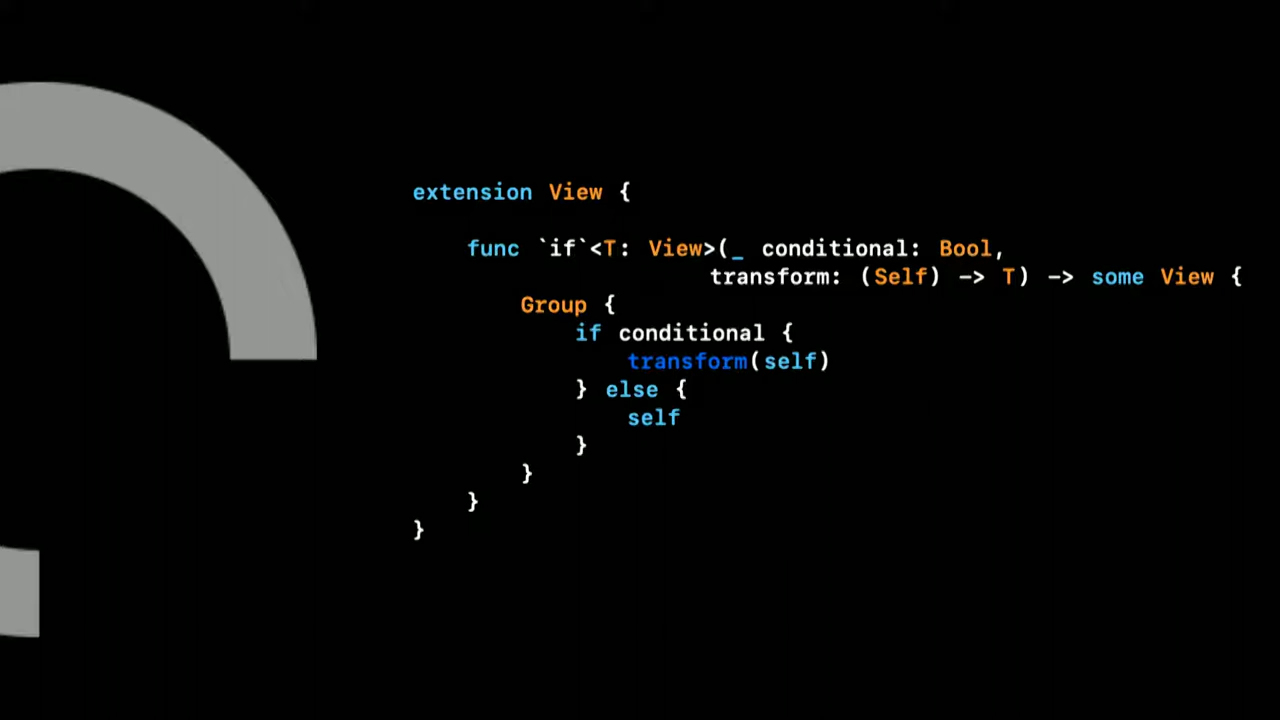 extension View {
func `if`<T: View>(_ conditional: Bool,
transform: (Self) -> T) -> some View {
Group {
if conditional {
transform(self)
} else {
self
}
}
}
}